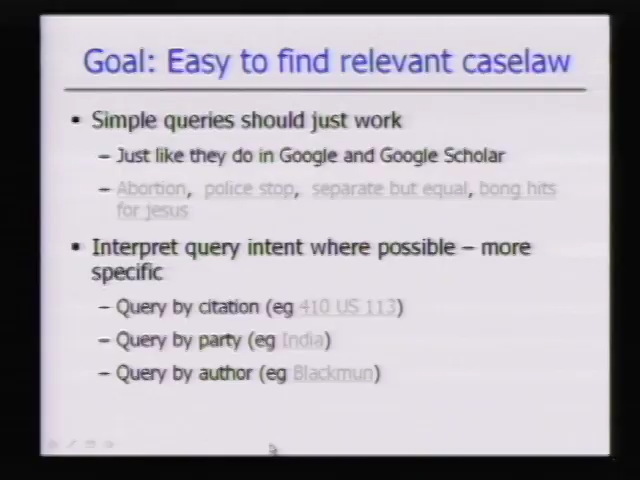 Goal: Easy to find relevant caselaw
• Simple queries should just work
– Just like they do in Google and Google Scholar
– Abortion, police stop, separate but equal, bong hits
for jesus
• Interpret query intent where possible – more
specific
– Query by citation (eg 410 US 113)
– Query by party (eg India)
– Query by author (eg Blackmun)